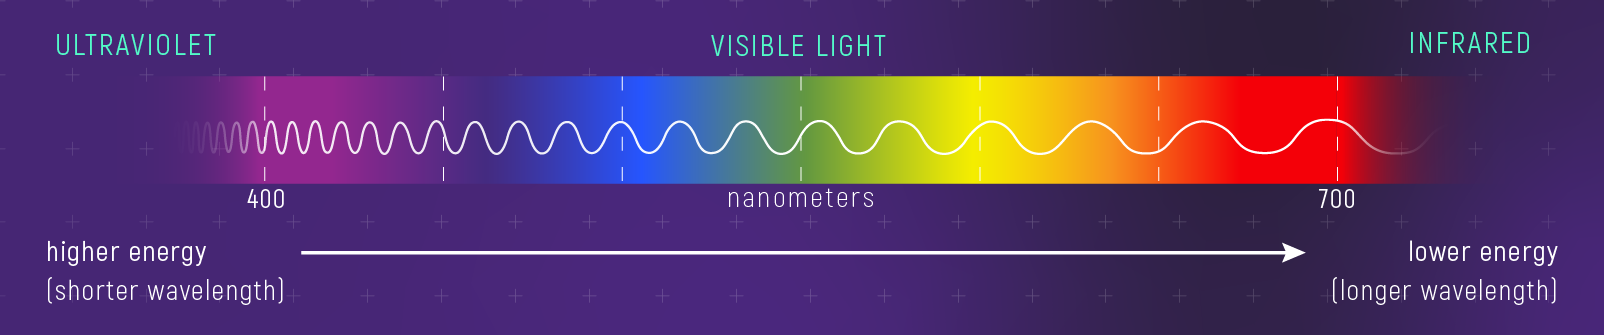 ULTRAVIOLET
VISIBLE LIGHT
INFRARED
400
nanometers
700
higher energy
(shorter wavelength)
lower energy
(longer wavelength)